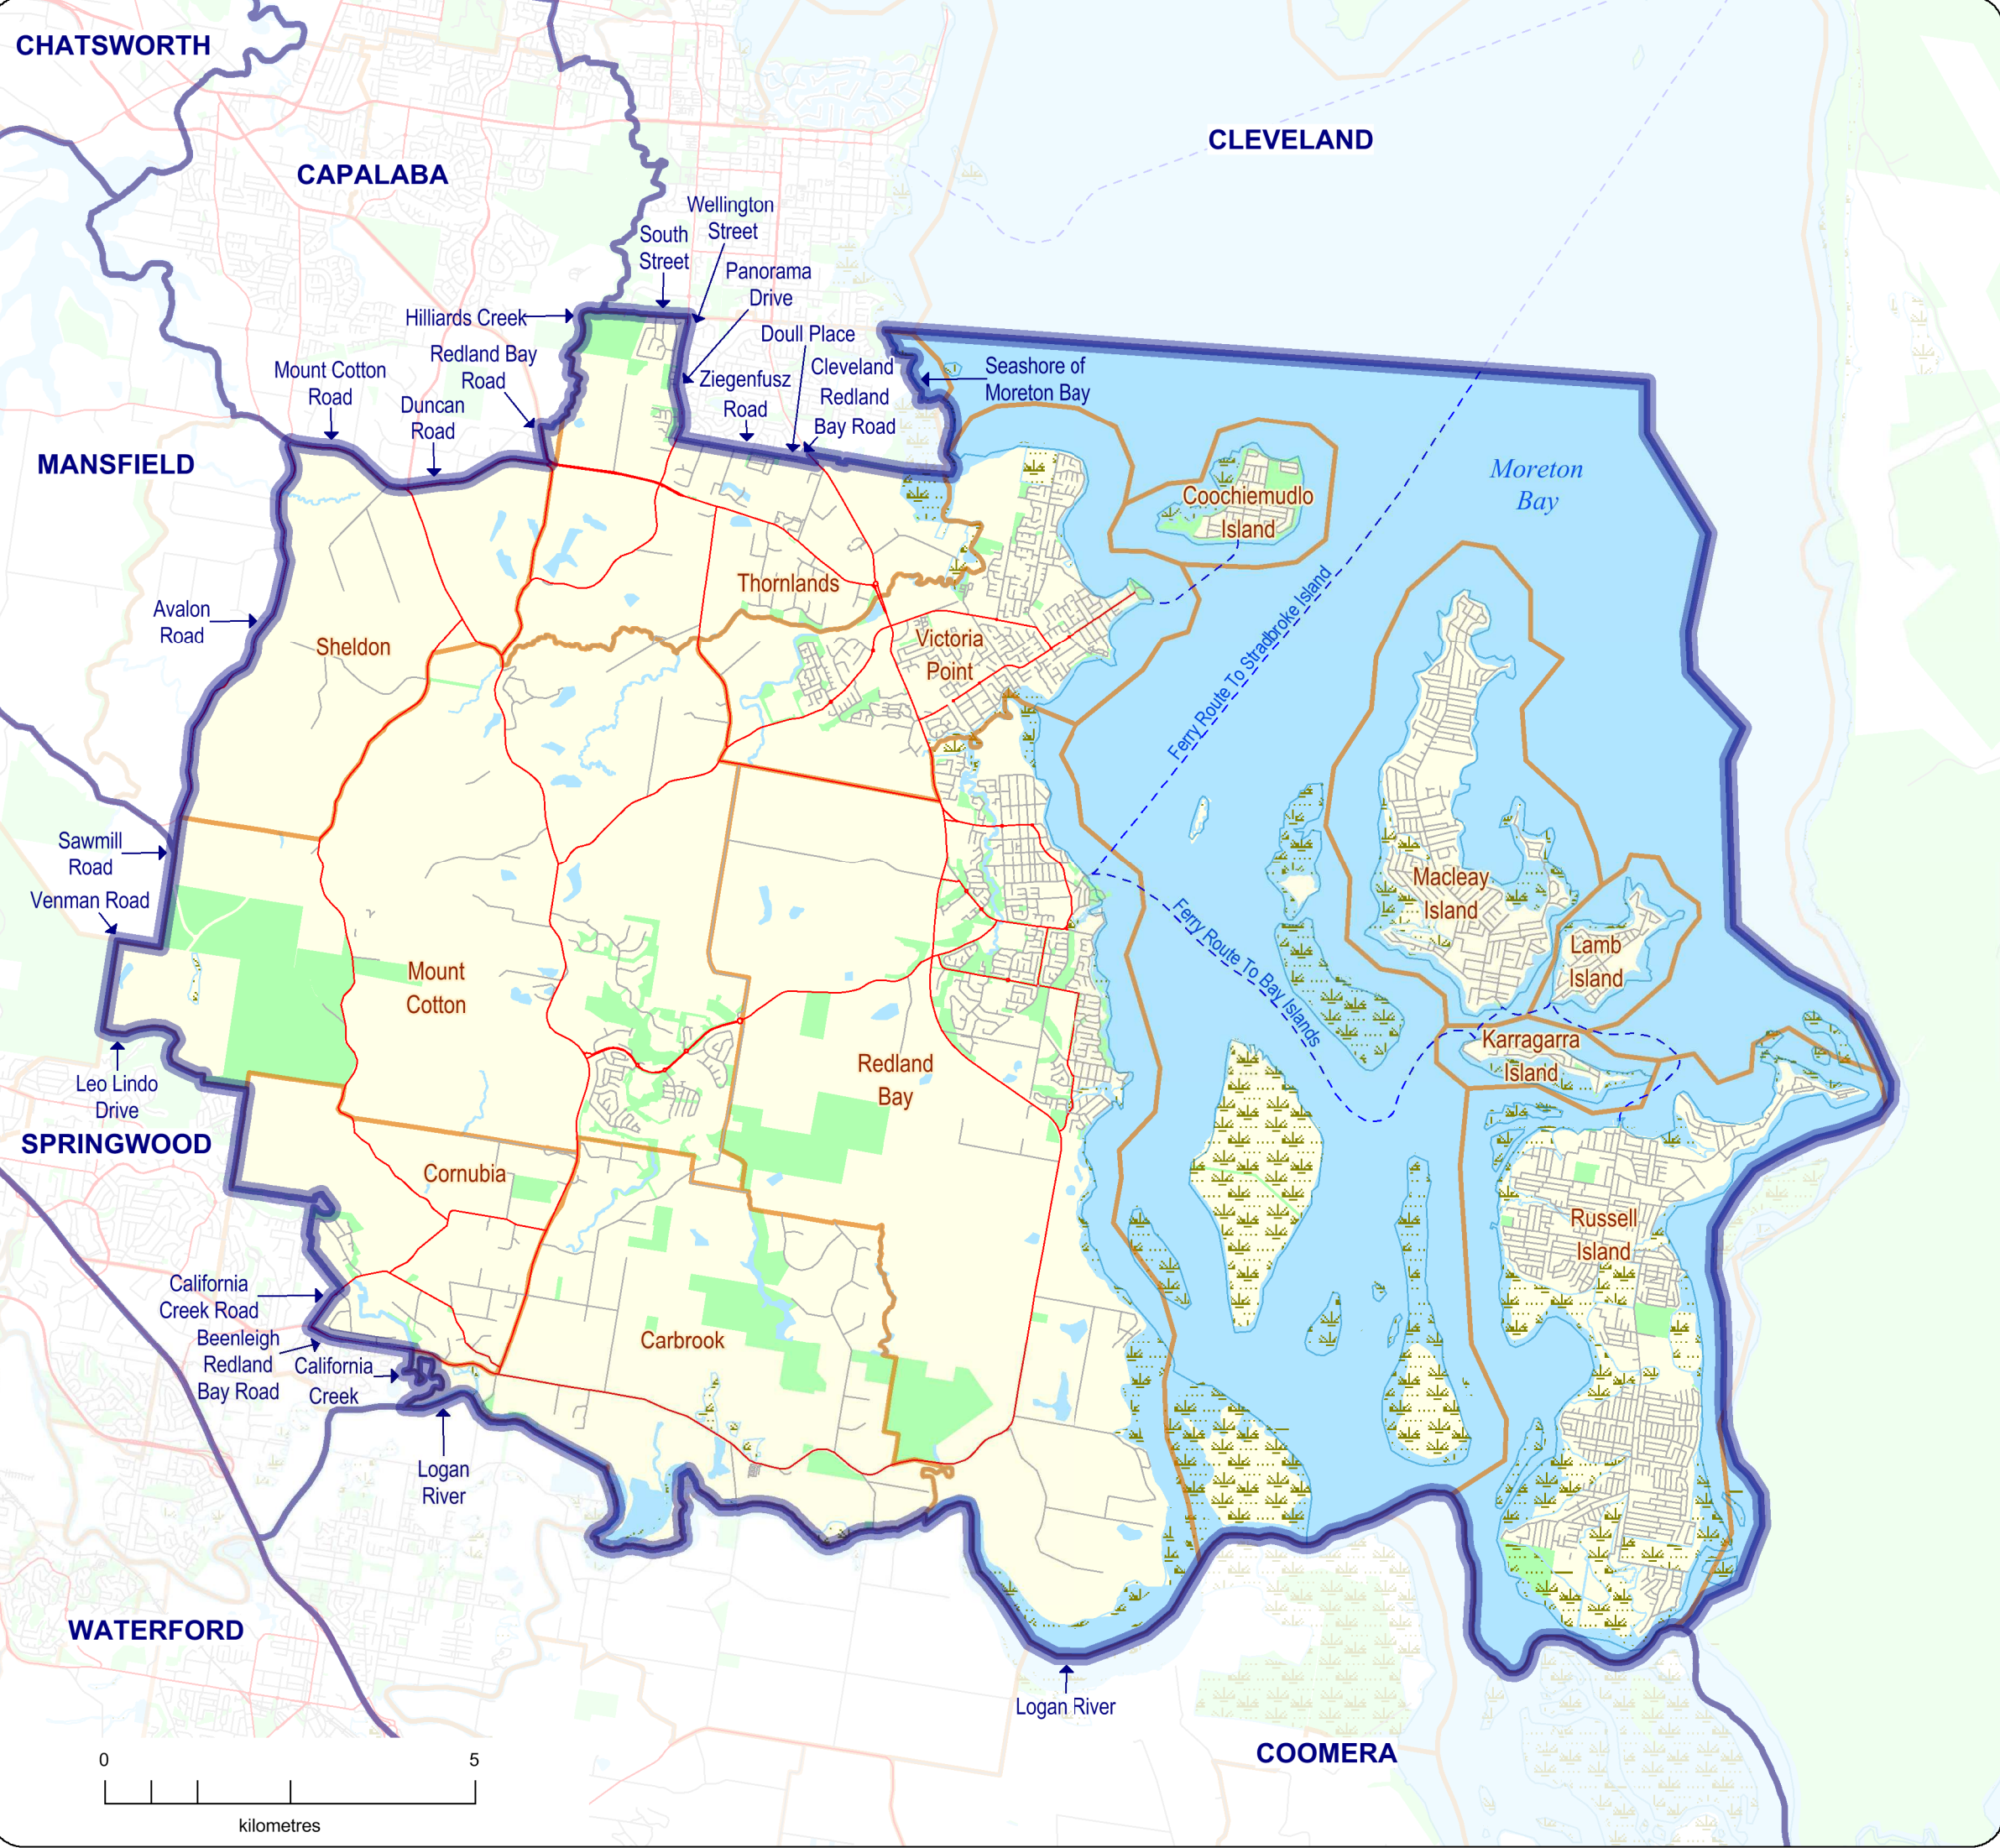 CHATSWORTH
CLEVELAND
CAPALABA
Wellington
Street
South
Street
Panorama
Drive
Hilliards Creek
Doull Place
Redland Bay
Road
Cleveland
Redland
Bay Road
Seashore of
Moreton Bay
Mount Cotton
Road
Ziegenfusz
Road
Duncan
Road
MANSFIELD
Moreton
Bay
Coochiemudlo
Island
Thornlands
Avalon
Road
Sheldon
Victoria
Point
Ferry Route To Stradbroke Island
Sawmill
Road
Venman Road
Macleay
Island
Lamb
Island
Ferry Route To Bay Islands
Mount
Cotton
Karragarra
Island
Redland
Bay
Leo Lindo
Drive
SPRINGWOOD
Cornubia
Russell
Island
California
Creek Road
Beenleigh
Redland
Bay Road
California
Creek
Carbrook
Logan
River
WATERFORD
Logan River
COOMERA
0 5
kilometres